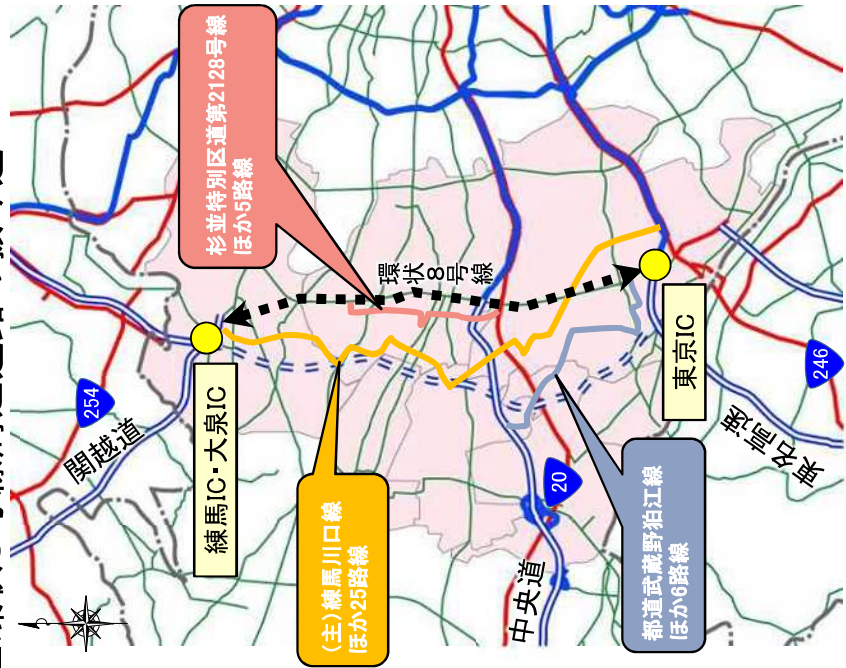 杉並特別区道第2128号線
ほか5路線
環状8号線
254
関越道
練馬IC・大泉IC
(主)練馬川口線
ほか25路線
東京IC
246
東名高速
20
中央道
都道武蔵野狛江線
ほか6路線